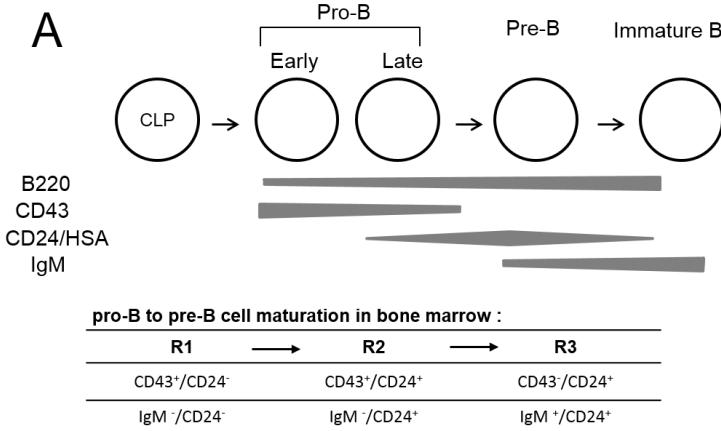 A
Pro-B
Pre-B
Immature B
Early
Late
CLP
B220
CD43
CD24/HSA
IgM
pro-B to pre-B cell maturation in bone marrow :
R1 → R2 → R3
CD43⁺/CD24⁻ CD43⁺/CD24⁺ CD43⁻/CD24⁺
IgM ⁻/CD24⁻ IgM ⁻/CD24⁺ IgM ⁺/CD24⁺